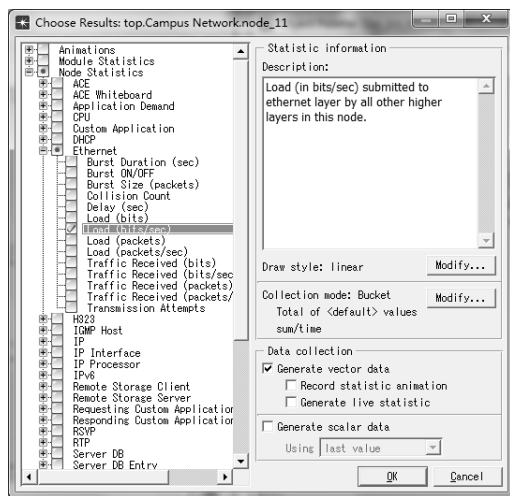 Choose Results: top.Campus Network.node_11
Animations
Module Statistics
Node Statistics
ACE
ACE Whiteboard
Application Demand
CPU
Custom Application
DHCP
Ethernet
Burst Duration (sec)
Burst ON/OFF
Burst Size (packets)
Collision Count
Delay (sec)
Load (bits)
Load (bits/sec)
Load (packets)
Load (packets/sec)
Traffic Received (bits)
Traffic Received (bits/sec
Traffic Received (packets)
Traffic Received (packets/
Transmission Attempts
H323
IGMP Host
IP
IP Interface
IP Processor
IPv6
Remote Storage Client
Remote Storage Server
Requesting Custom Application
Responding Custom Application
RSVP
RTP
Server DB
Server DB Entry
Statistic information
Description:
Load (in bits/sec) submitted to
ethernet layer by all other higher
layers in this node.
Draw style: linear
Modify...
Collection mode: Bucket
Modify...
Total of <default> values
sum/time
Data collection
Generate vector data
Record statistic animation
Generate live statistic
Generate scalar data
Using last value
OK
Cancel